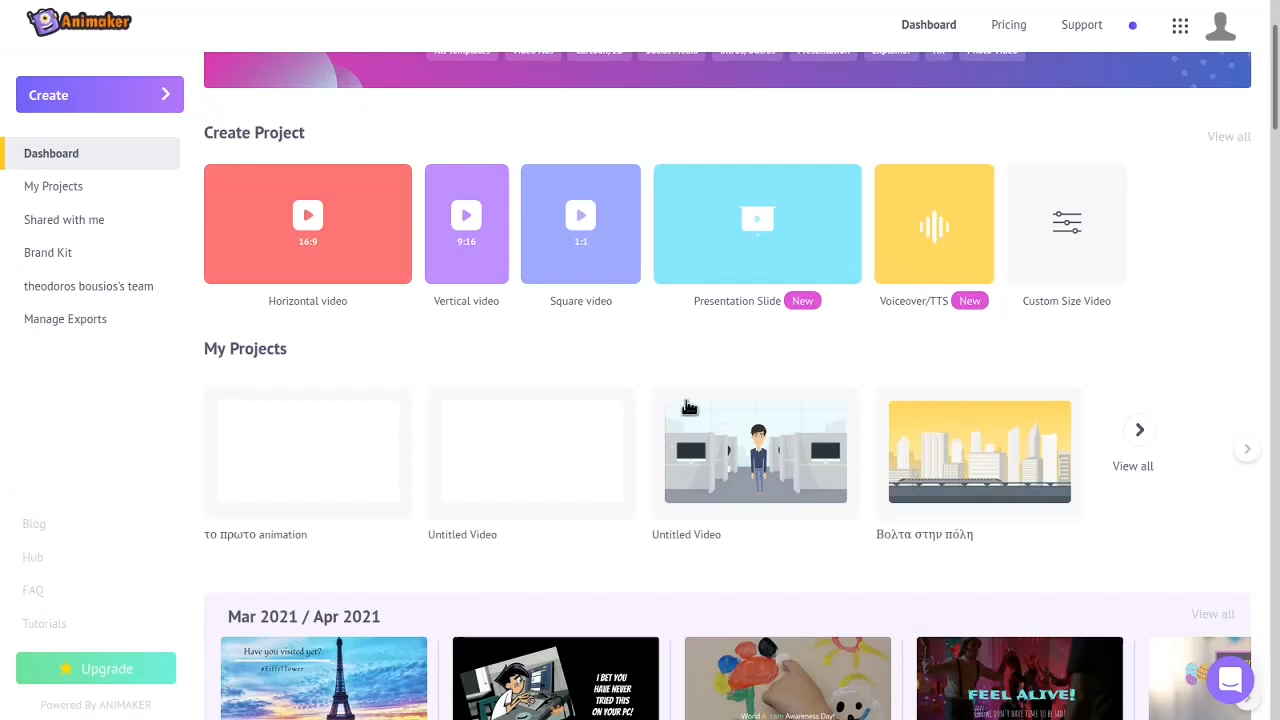 Animaker
Dashboard
Pricing
Support
Create
Dashboard
My Projects
Shared with me
Brand Kit
theodoros bousios's team
Manage Exports
Blog
Hub
FAQ
Tutorials
Upgrade
Powered By ANIMAKER
Create Project
View all
16:9
9:16
1:1
Horizontal video
Vertical video
Square video
Presentation Slide New
Voiceover/TTS New
Custom Size Video
My Projects
View all
το πρωτο animation
Untitled Video
Untitled Video
Βολτα στην πόλη
Mar 2021 / Apr 2021
View all
Have you visited yet?
#EiffelTower
I BET YOU
HAVE NEVER
TRIED THIS
ON YOUR PC!
FEEL ALIVE!